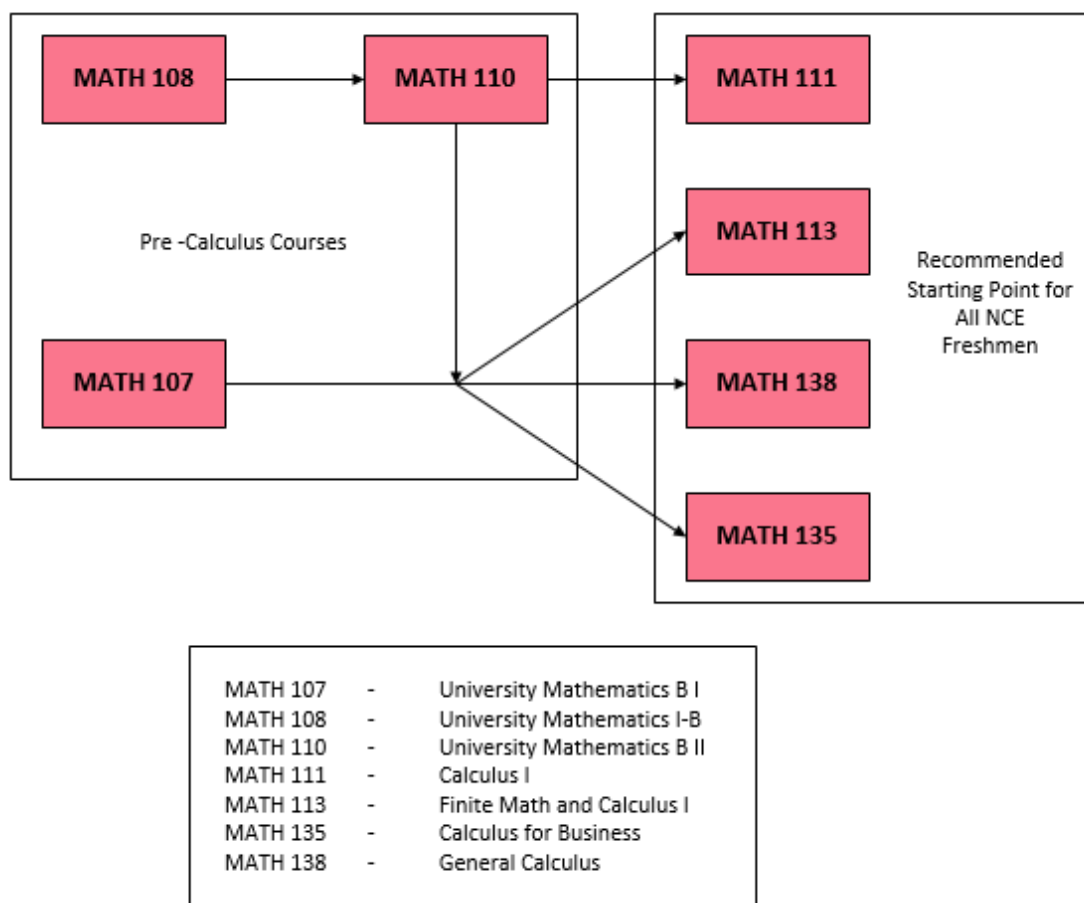 MATH 108
MATH 110
MATH 111
MATH 113
Pre -Calculus Courses
Recommended
Starting Point for
All NCE
Freshmen
MATH 107
MATH 138
MATH 135
MATH 107 - University Mathematics B I
MATH 108 - University Mathematics I-B
MATH 110 - University Mathematics B II
MATH 111 - Calculus I
MATH 113 - Finite Math and Calculus I
MATH 135 - Calculus for Business
MATH 138 - General Calculus